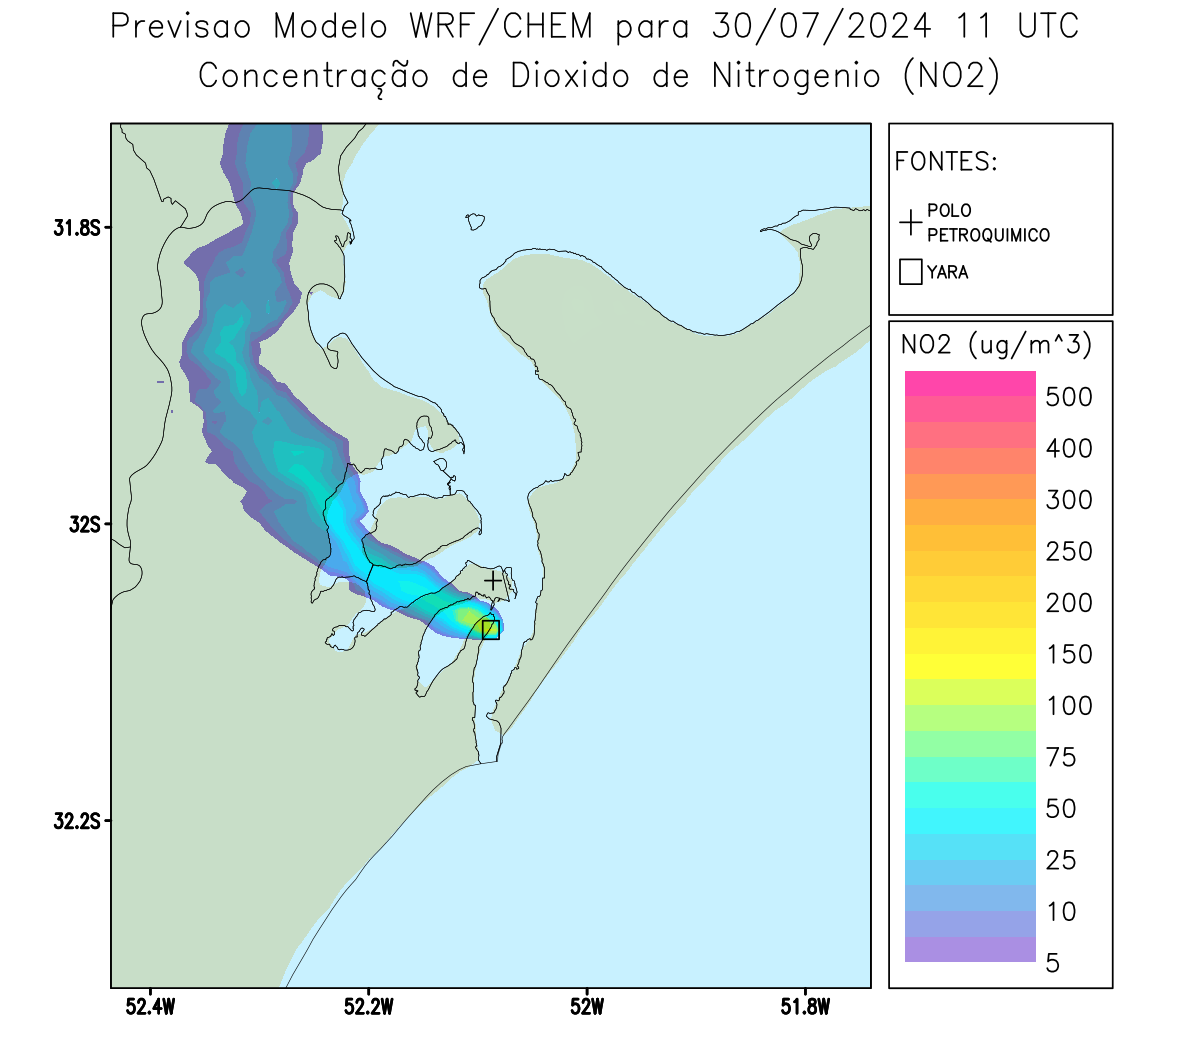 Previsao Modelo WRF/CHEM para 30/07/2024 11 UTC
Concentração de Dioxido de Nitrogenio (NO2)
FONTES:
POLO
PETROQUIMICO
YARA
NO2 (ug/m^3)
500
400
300
250
200
150
100
75
50
25
10
5
31.8S
32S
32.2S
52.4W
52.2W
52W
51.8W